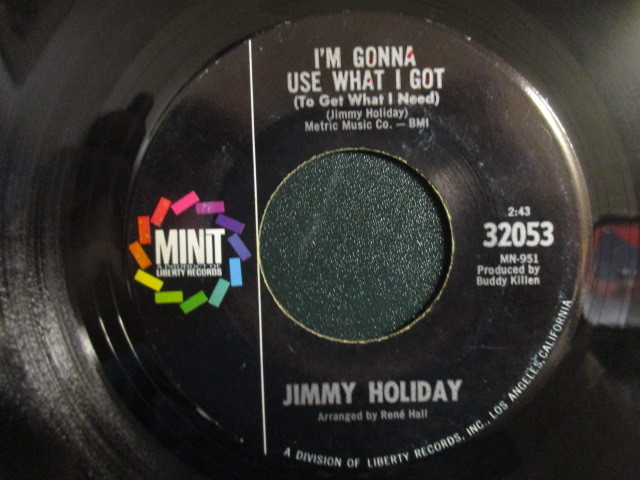 I'M GONNA
USE WHAT I GOT
(To Get What I Need)
(Jimmy Holiday)
Metric Music Co. — BMI
2:43
32053
MN-951
Produced by
Buddy Killen
MINiT
LIBERTY RECORDS
JIMMY HOLIDAY
Arranged by René Hall
A DIVISION OF LIBERTY RECORDS, INC., LOS ANGELES, CALIFORNIA